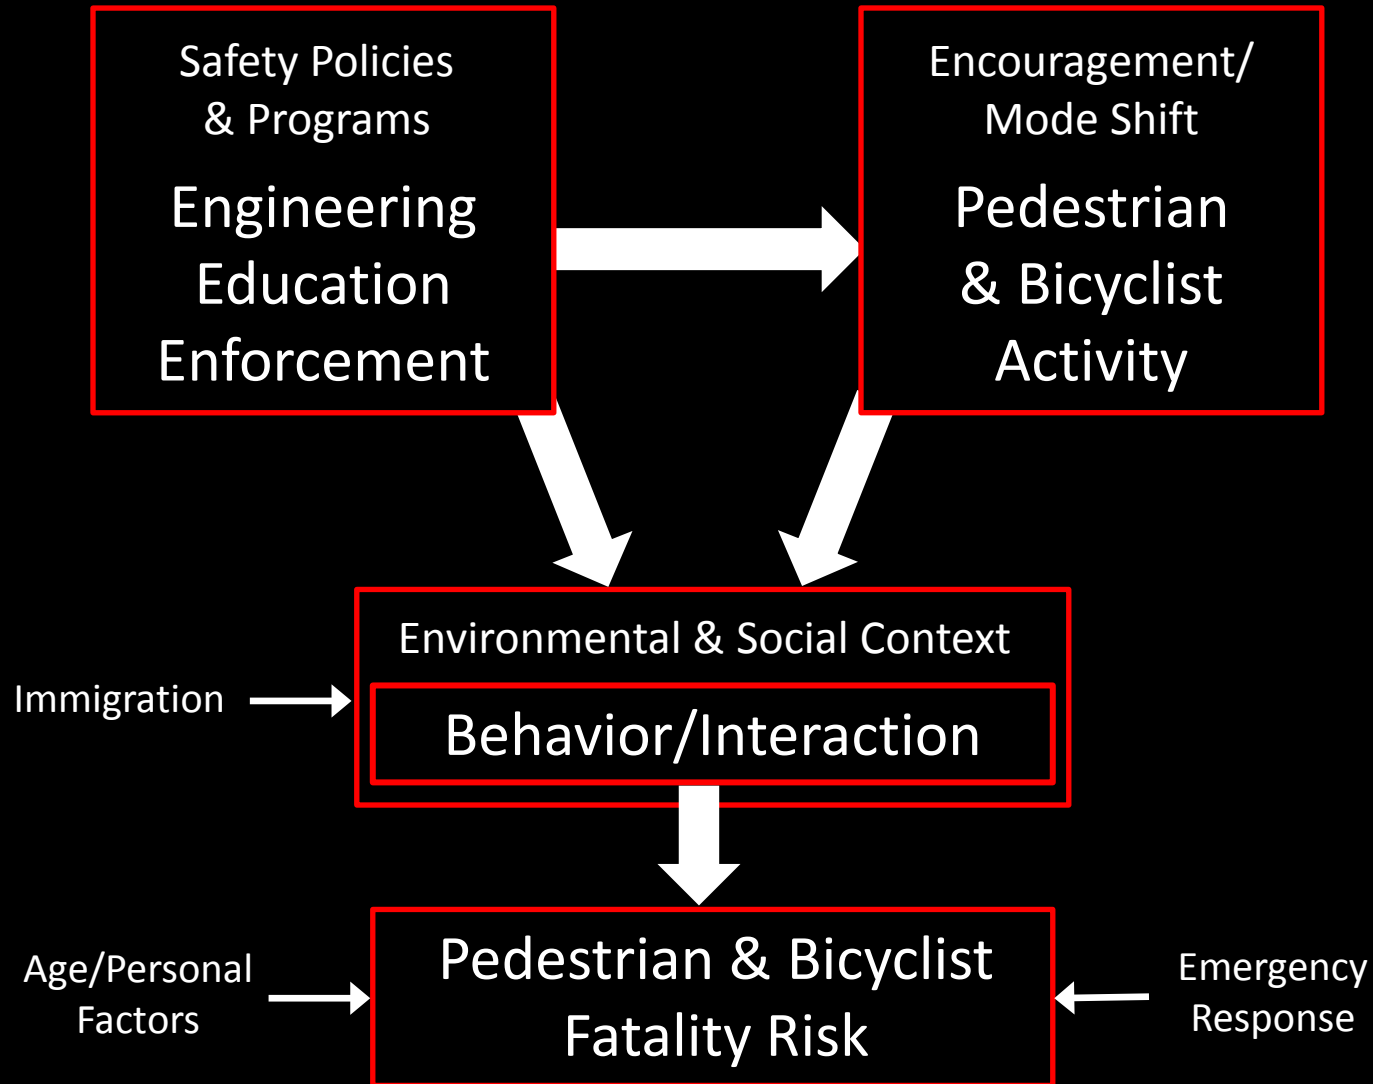 Safety Policies
& Programs
Engineering
Education
Enforcement
Encouragement/
Mode Shift
Pedestrian
& Bicyclist
Activity
Environmental & Social Context
Immigration
Behavior/Interaction
Age/Personal
Factors
Pedestrian & Bicyclist
Fatality Risk
Emergency
Response